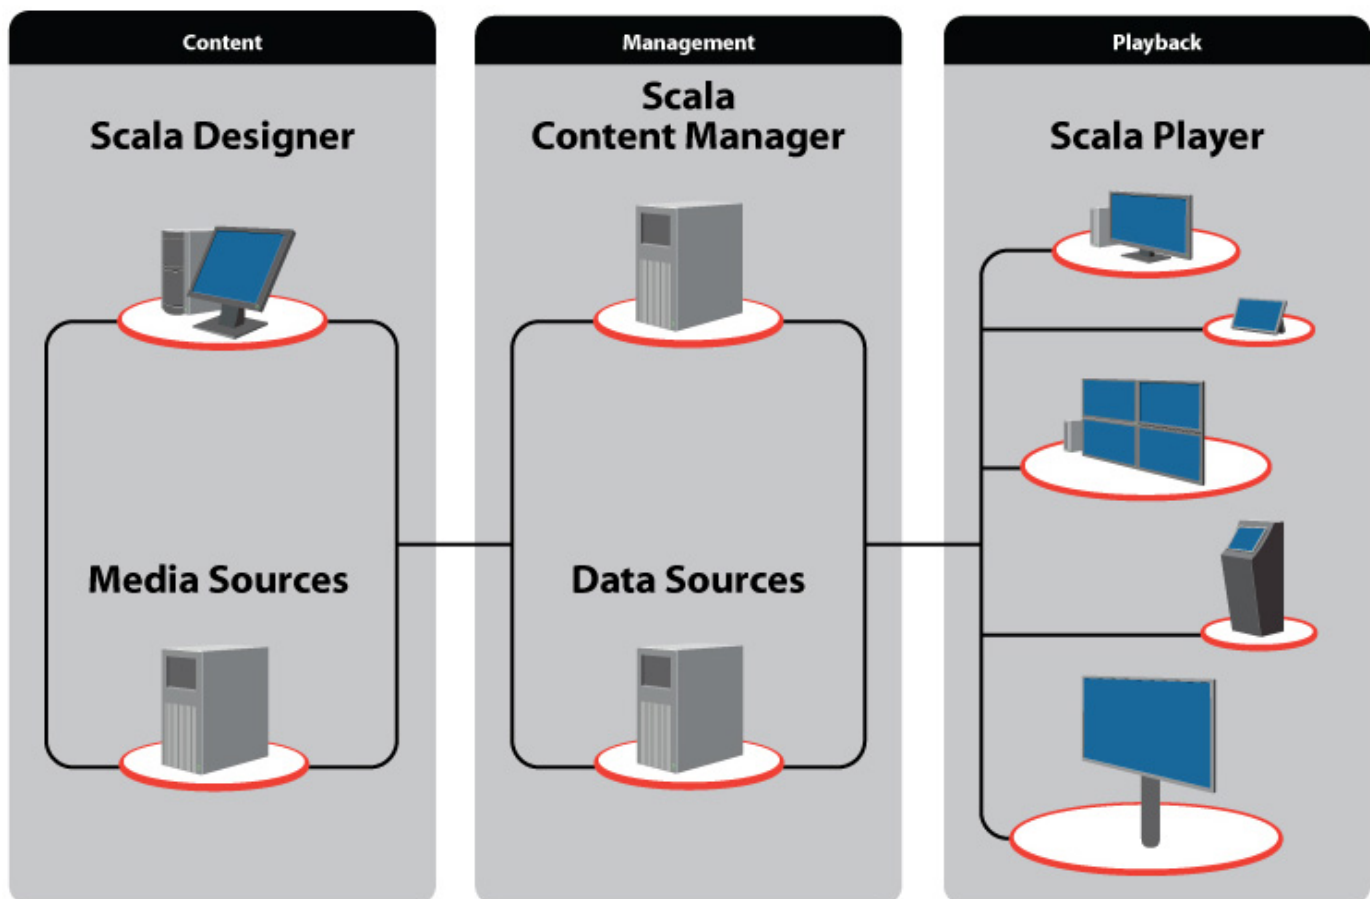 Content
Scala Designer
Media Sources
Management
Scala
Content Manager
Data Sources
Playback
Scala Player